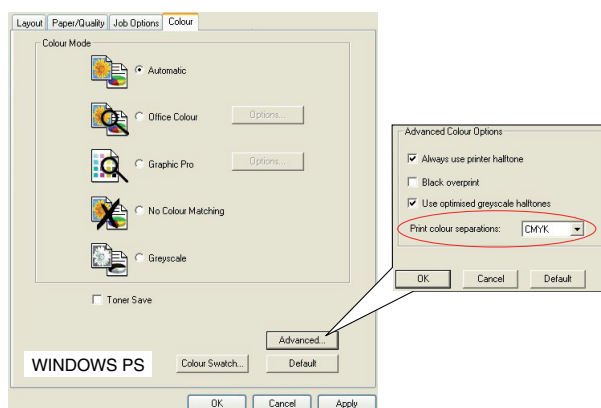 Layout Paper/Quality Job Options Colour
Colour Mode
Automatic
Office Colour Options...
Graphic Pro Options...
No Colour Matching
Greyscale
Toner Save
Advanced...
WINDOWS PS Colour Swatch... Default
OK Cancel Apply
Advanced Colour Options
Always use printer halftone
Black overprint
Use optimised greyscale halftones
Print colour separations: CMYK
OK Cancel Default